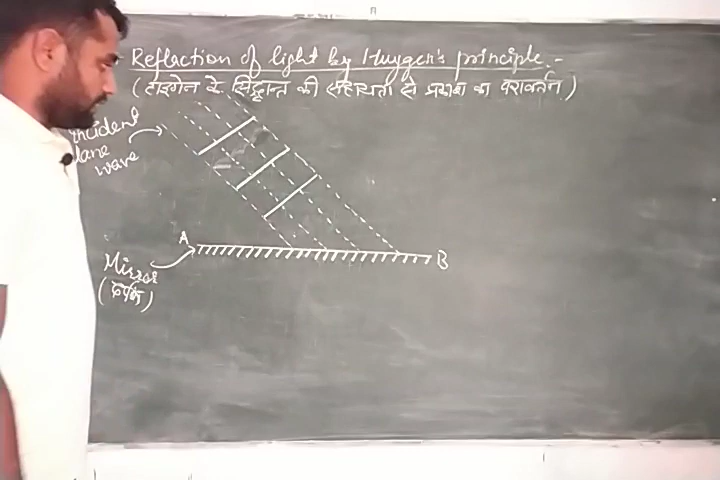 Reflection of light by Huygen's principle.-
(हाइगेन के सिद्धान्त की सहायता से प्रकाश का परावर्तन)
incident
plane
wave
A
Mirror
(दर्पण)
B